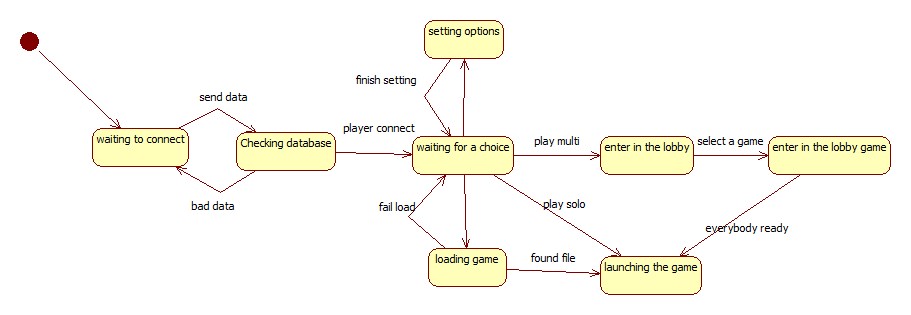 setting options
finish setting
send data
waiting to connect
Checking database
player connect
waiting for a choice
play multi
enter in the lobby
select a game
enter in the lobby game
bad data
fail load
play solo
everybody ready
loading game
found file
launching the game